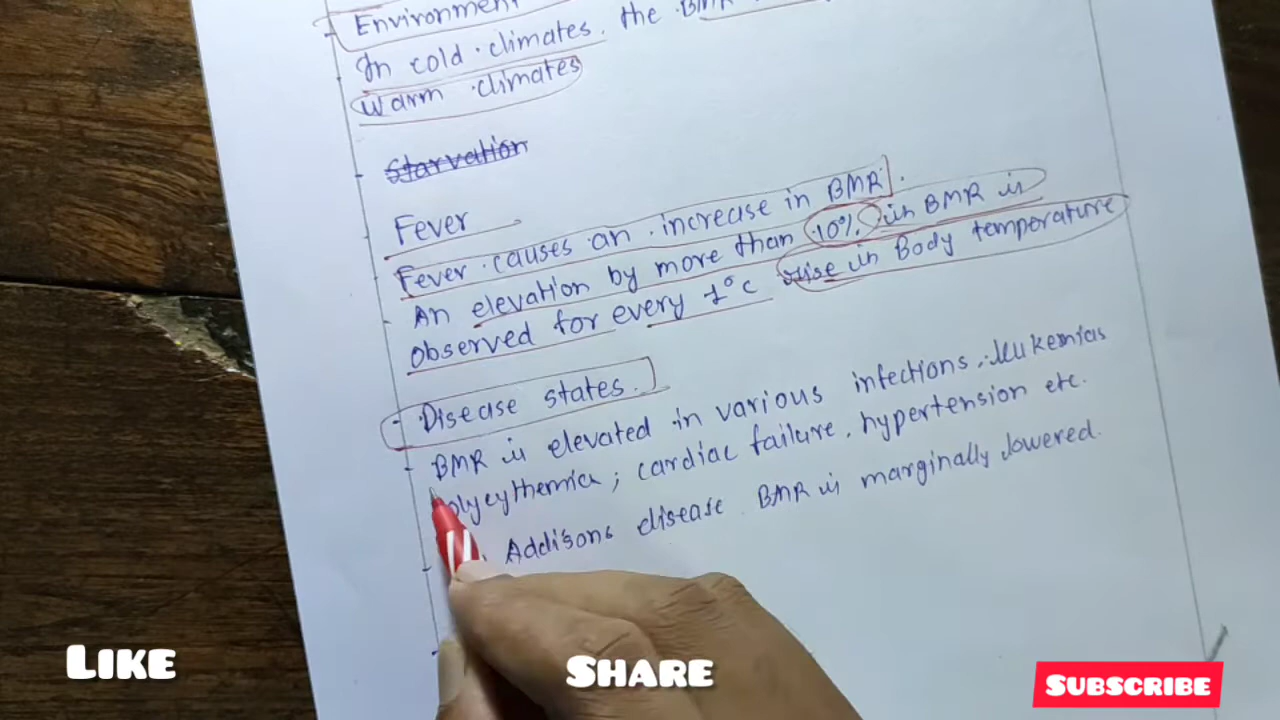 Environment
In cold climates, the BMR
Warm climates
Starvation
Fever
Fever causes an increase in BMR.
An elevation by more than 10% in BMR is
observed for every 1°c rise in Body temperature
Disease states.
BMR is elevated in various infections, leukemias
polycythemia; cardiac failure, hypertension etc.
Addisons disease BMR is marginally lowered.
LIKE
SHARE
SUBSCRIBE